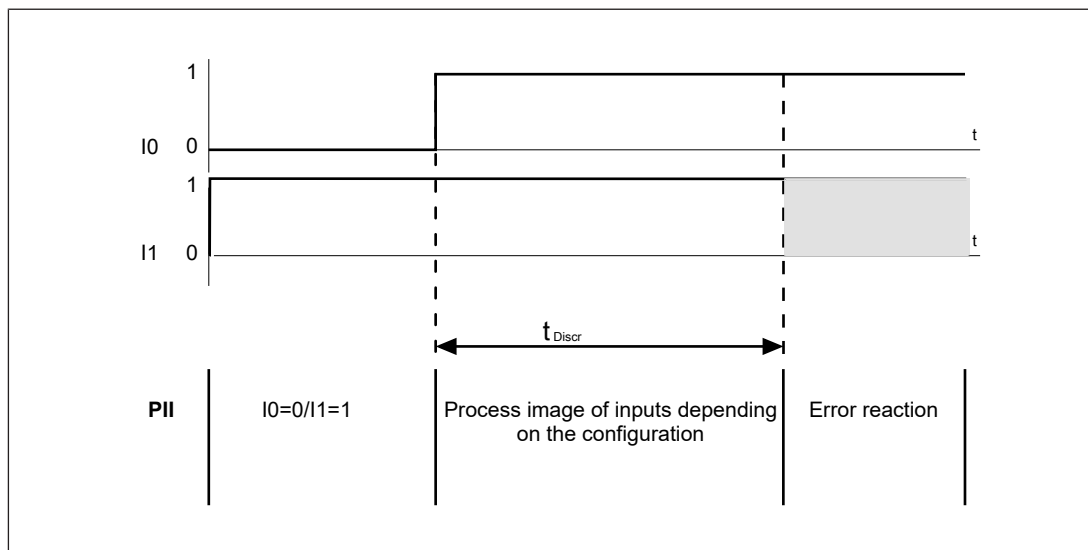 1
I0 0 t
1
I1 0 t
t Discr
PII I0=0/I1=1 Process image of inputs depending on the configuration Error reaction